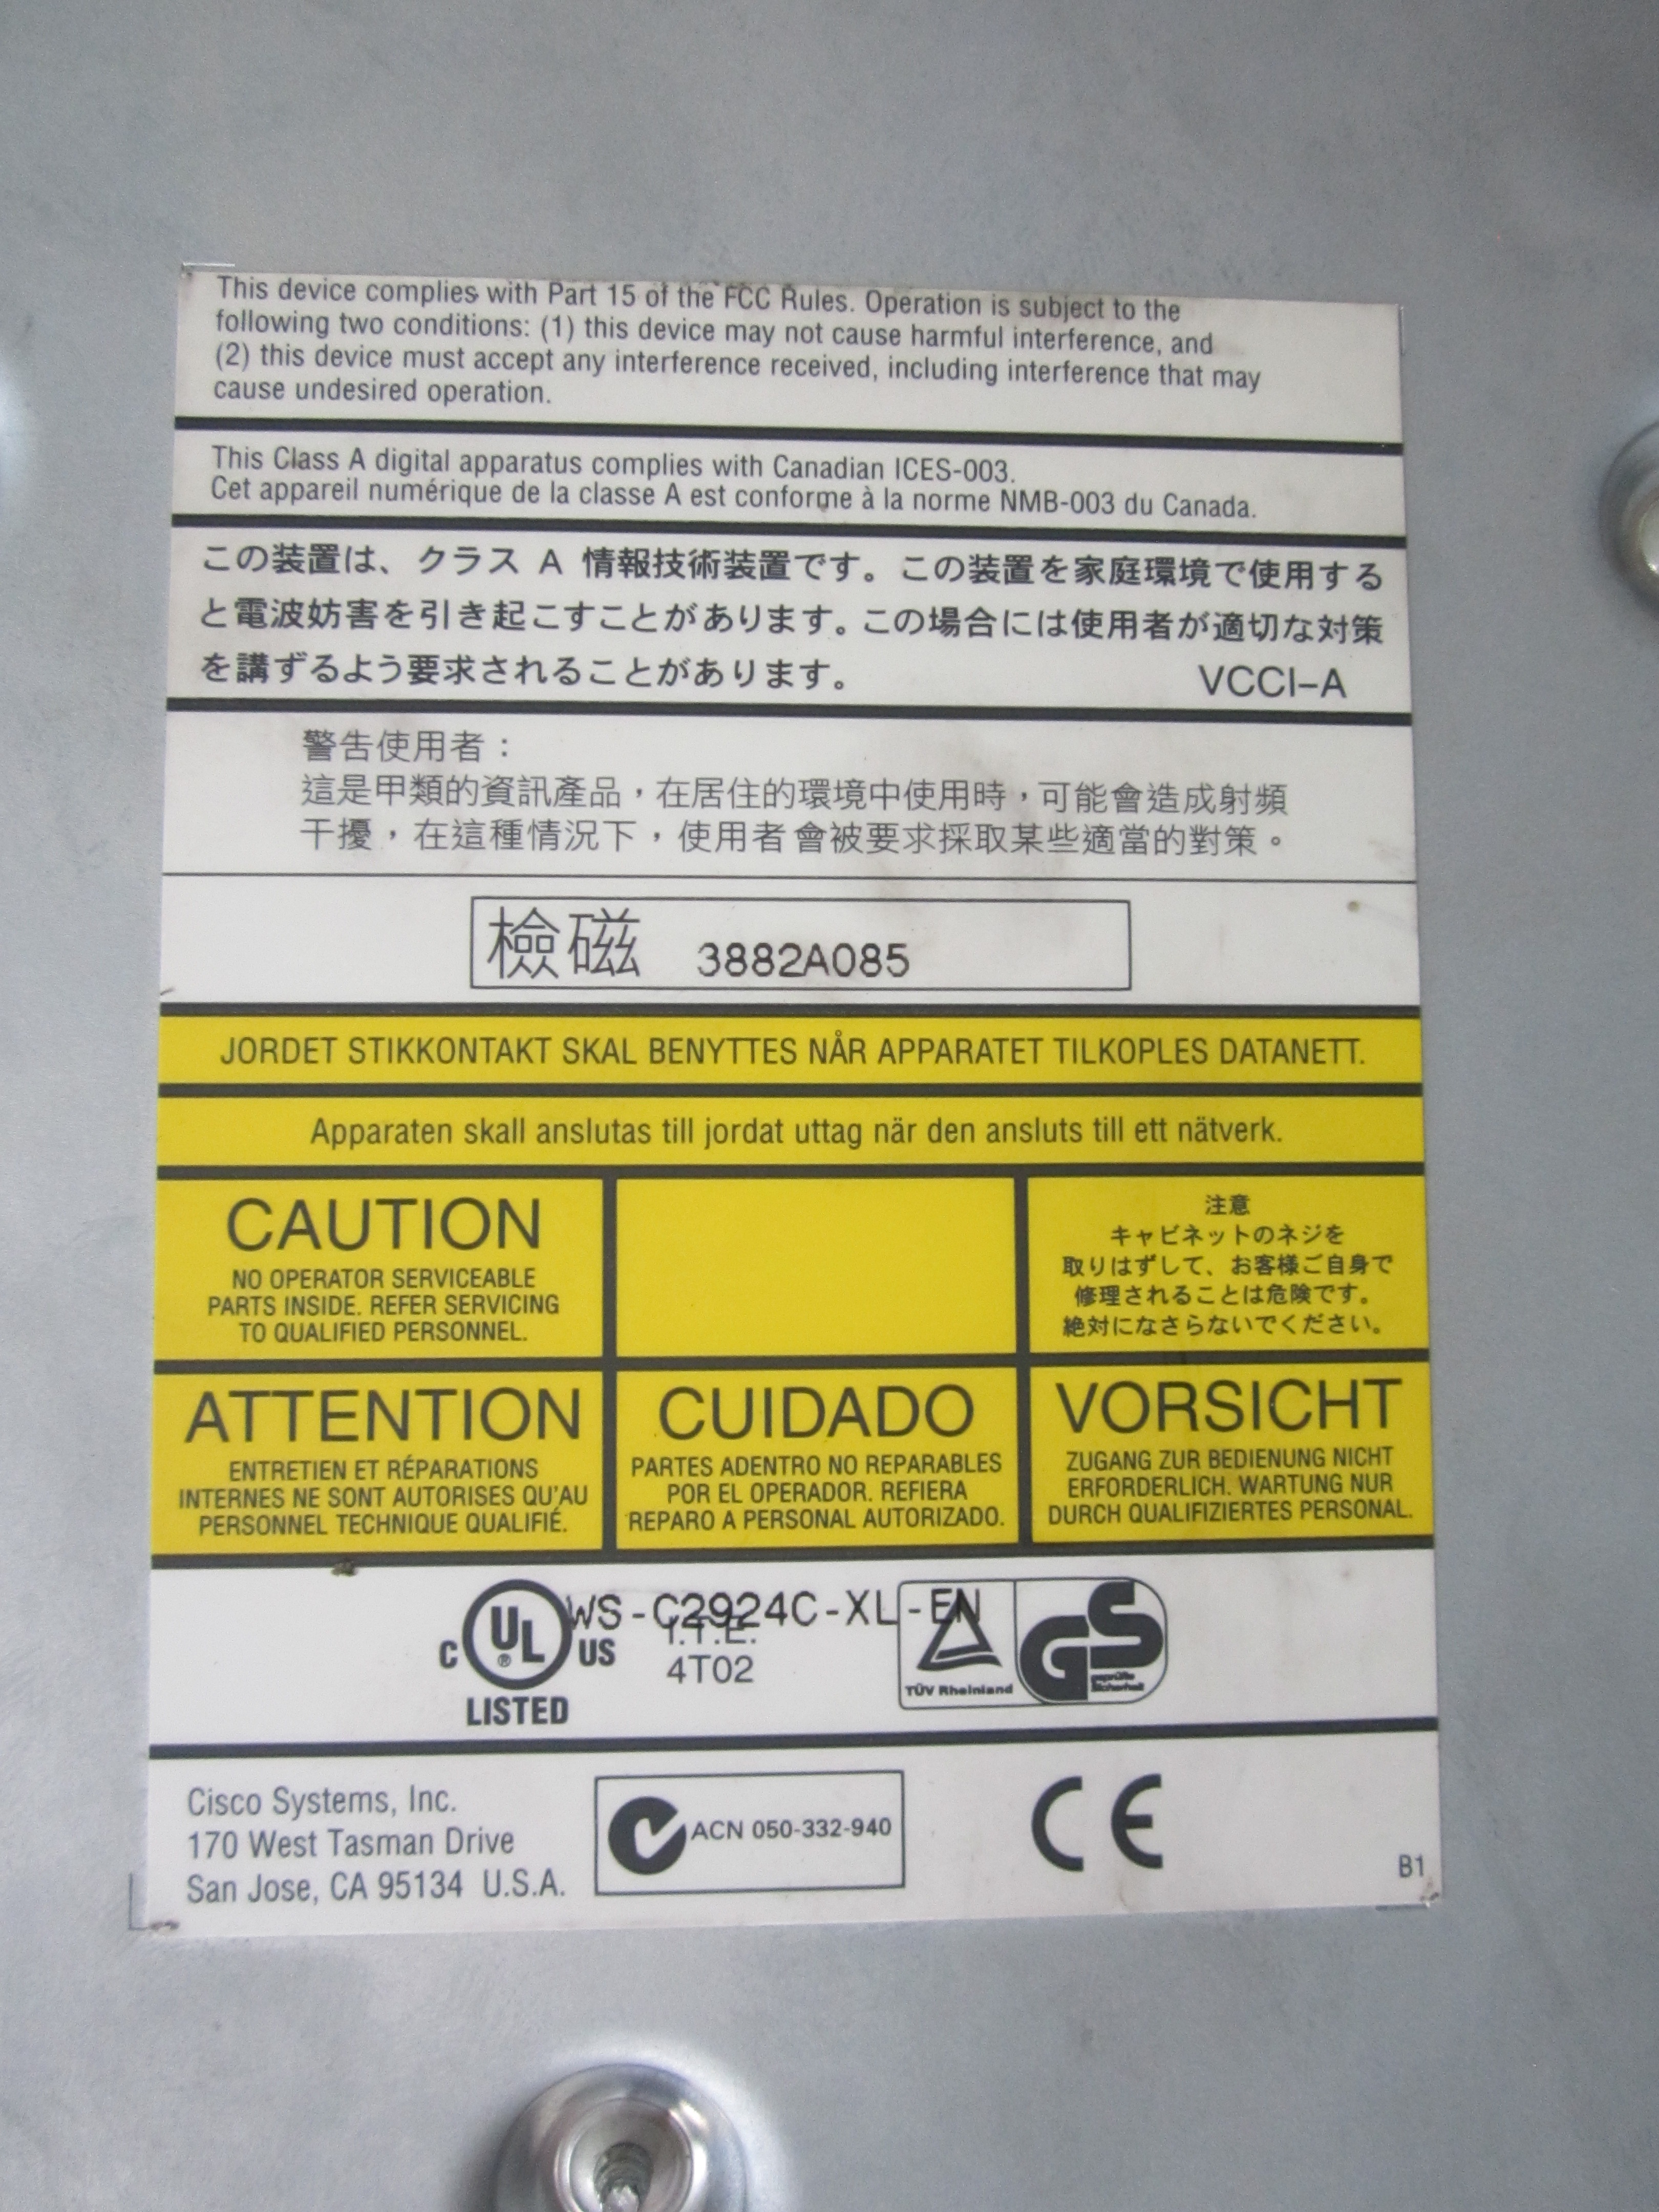 This device complies with Part 15 of the FCC Rules. Operation is subject to the
following two conditions: (1) this device may not cause harmful interference, and
(2) this device must accept any interference received, including interference that may
cause undesired operation.
This Class A digital apparatus complies with Canadian ICES-003.
Cet appareil numérique de la classe A est conforme à la norme NMB-003 du Canada.
この装置は、クラス A 情報技術装置です。この装置を家庭環境で使用する
と電波妨害を引き起こすことがあります。この場合には使用者が適切な対策
を講ずるよう要求されることがあります。 VCCI-A
警告使用者：
這是甲類的資訊產品，在居住的環境中使用時，可能會造成射頻
干擾，在這種情況下，使用者會被要求採取某些適當的對策。
檢磁 3882A085
JORDET STIKKONTAKT SKAL BENYTTES NÅR APPARATET TILKOPLES DATANETT.
Apparaten skall anslutas till jordat uttag när den ansluts till ett nätverk.
CAUTION
NO OPERATOR SERVICEABLE
PARTS INSIDE. REFER SERVICING
TO QUALIFIED PERSONNEL.
注意
キャビネットのネジを
取りはずして、お客様ご自身で
修理されることは危険です。
絶対になさらないでください。
ATTENTION
ENTRETIEN ET RÉPARATIONS
INTERNES NE SONT AUTORISES QU'AU
PERSONNEL TECHNIQUE QUALIFIÉ.
CUIDADO
PARTES ADENTRO NO REPARABLES
POR EL OPERADOR. REFIERA
REPARO A PERSONAL AUTORIZADO.
VORSICHT
ZUGANG ZUR BEDIENUNG NICHT
ERFORDERLICH. WARTUNG NUR
DURCH QUALIFIZIERTES PERSONAL.
WS-C2924C-XL-EN
C UL ® US
LISTED
I.T.E.
4T02
TÜV Rheinland
GS
geprüfte
Sicherheit
Cisco Systems, Inc.
170 West Tasman Drive
San Jose, CA 95134 U.S.A.
ACN 050-332-940
CE
B1